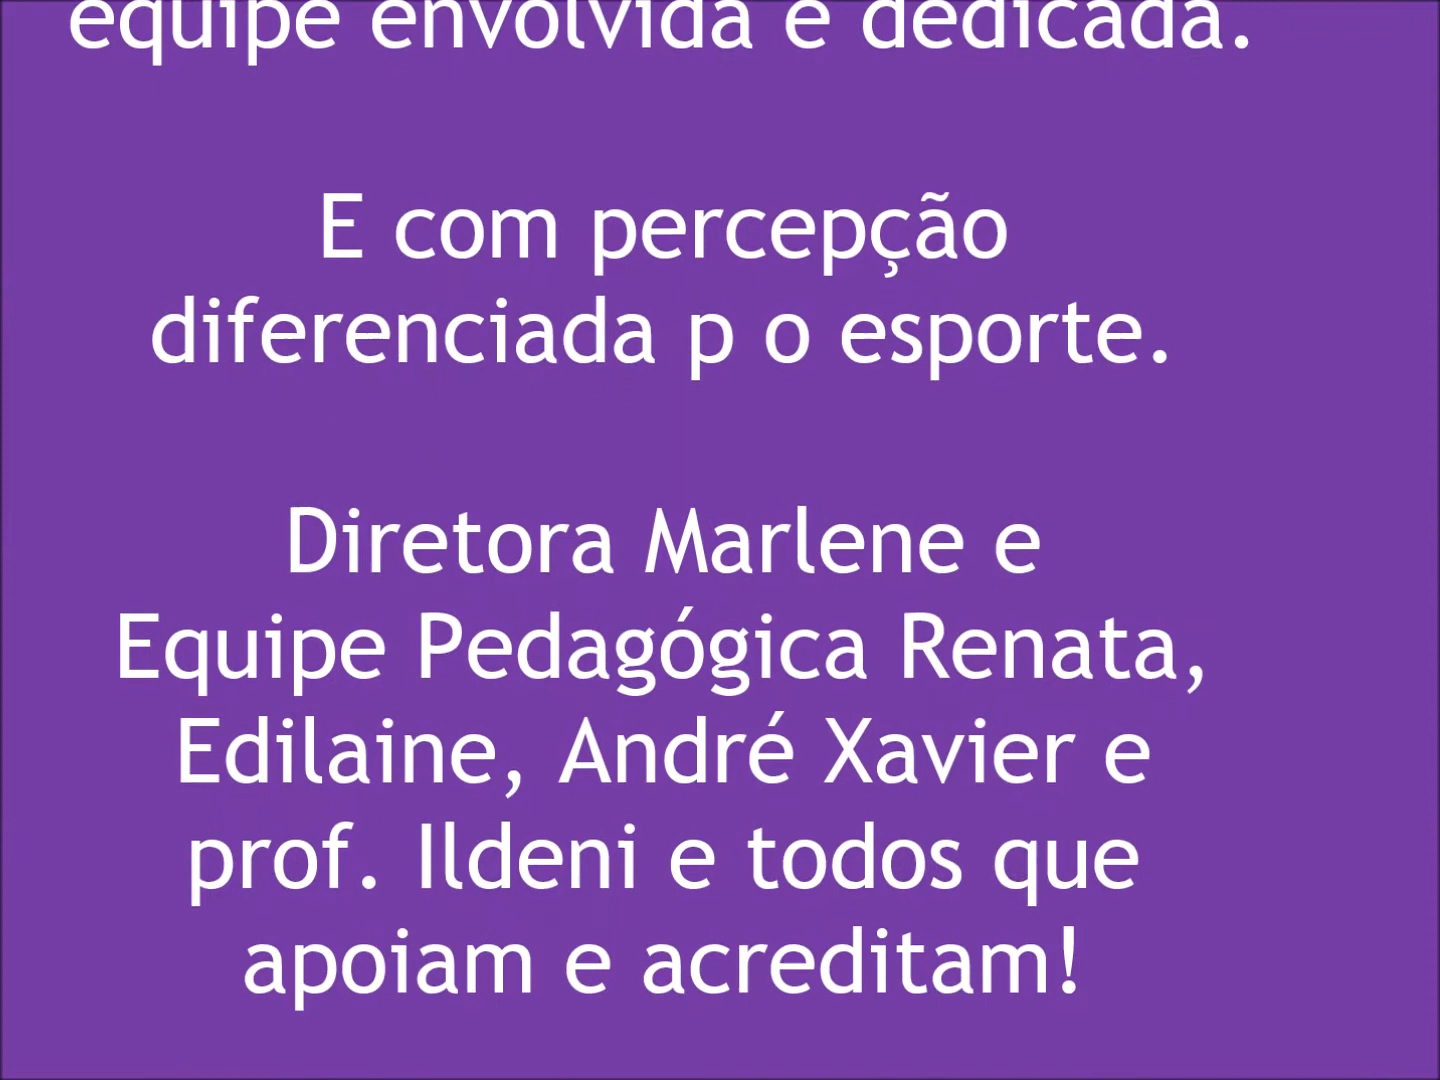 equipe envolvida e dedicada.
E com percepção
diferenciada p o esporte.
Diretora Marlene e
Equipe Pedagógica Renata,
Edilaine, André Xavier e
prof. Ildeni e todos que
apoiam e acreditam!